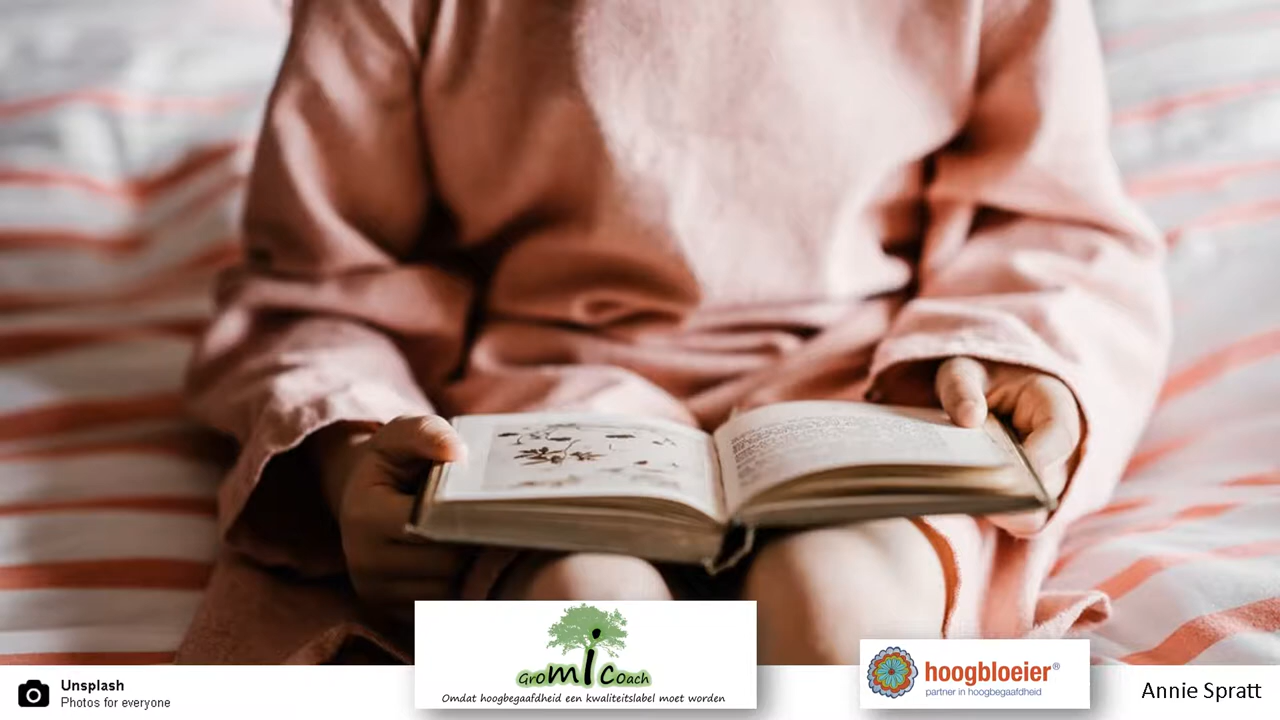 Unsplash
Photos for everyone
GromiCoach
Omdat hoogbegaafdheid een kwaliteitslabel moet worden
hoogbloeier®
partner in hoogbegaafdheid
Annie Spratt